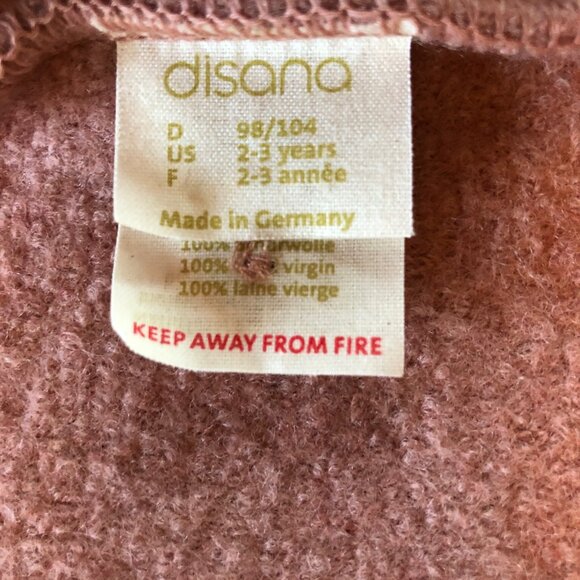 disana
D 98/104
US 2-3 years
F 2-3 année
Made in Germany
100%
100% virgin
100% laine vierge
KEEP AWAY FROM FIRE